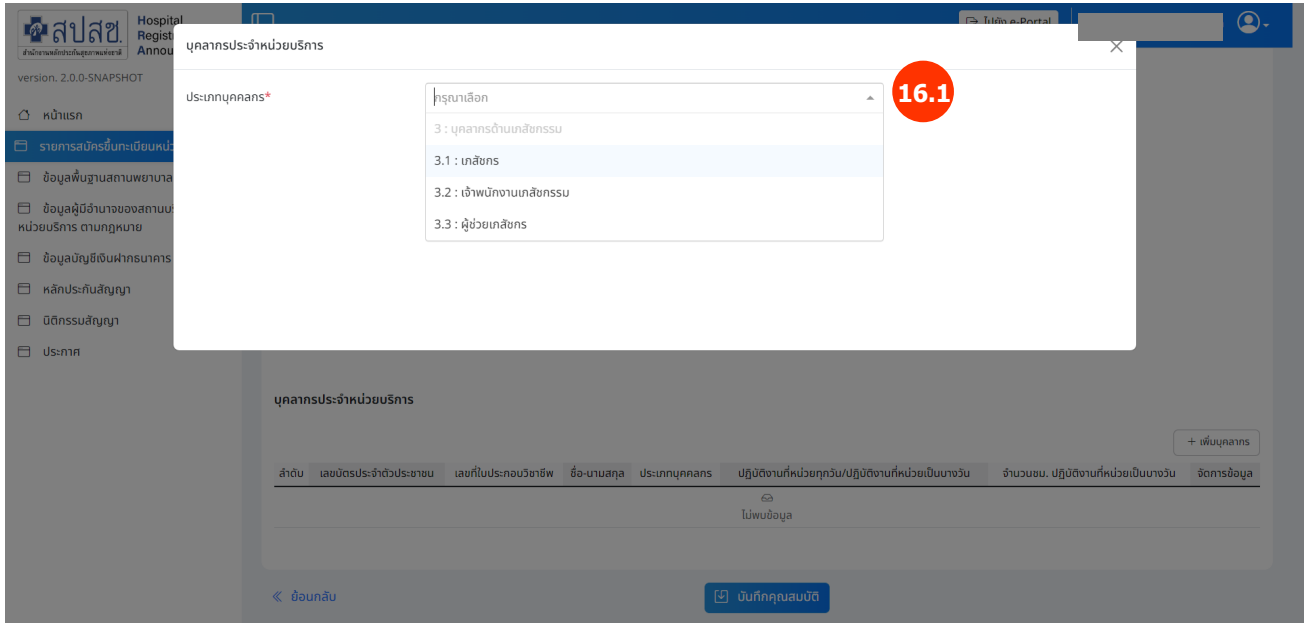 สปสช.
สำนักงานหลักประกันสุขภาพแห่งชาติ
Hospital
Regist
Annou
version. 2.0.0-SNAPSHOT
หน้าแรก
รายการสมัครขึ้นทะเบียนหน่ว
ข้อมูลพื้นฐานสถานพยาบาล
ข้อมูลผู้มีอำนาจของสถานบ
หน่วยบริการ ตามกฎหมาย
ข้อมูลบัญชีเงินฝากธนาคาร
หลักประกันสัญญา
นิติกรรมสัญญา
ประกาศ
ไปยัง e-Portal
บุคลากรประจำหน่วยบริการ
ประเภทบุคคลากร*
กรุณาเลือก
16.1
3 : บุคลากรด้านเภสัชกรรม
3.1 : เภสัชกร
3.2 : เจ้าพนักงานเภสัชกรรม
3.3 : ผู้ช่วยเภสัชกร
บุคลากรประจำหน่วยบริการ
+ เพิ่มบุคลากร
ลำดับ เลขบัตรประจำตัวประชาชน เลขที่ใบประกอบวิชาชีพ ชื่อ-นามสกุล ประเภทบุคคลากร ปฏิบัติงานที่หน่วยทุกวัน/ปฏิบัติงานที่หน่วยเป็นบางวัน จำนวนชม. ปฏิบัติงานที่หน่วยเป็นบางวัน จัดการข้อมูล
ไม่พบข้อมูล
ย้อนกลับ
บันทึกคุณสมบัติ